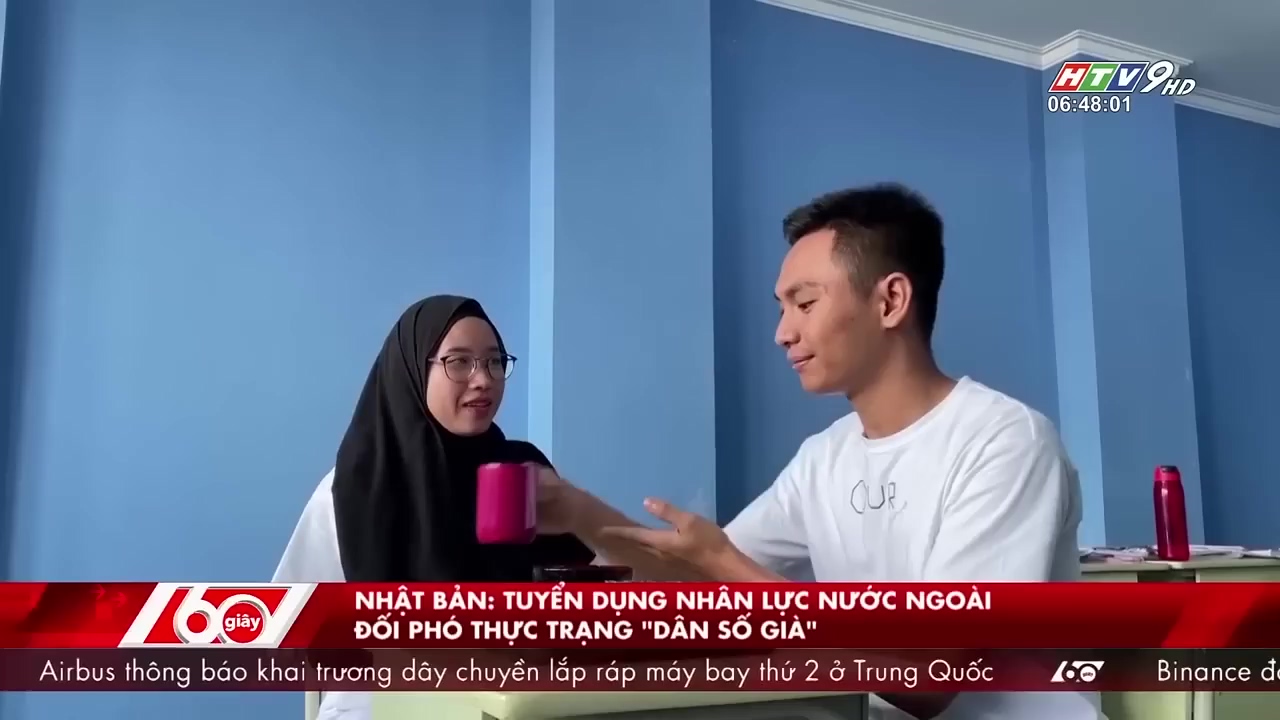 HTV9HD
06:48:01
OUR
60 giây
NHẬT BẢN: TUYỂN DỤNG NHÂN LỰC NƯỚC NGOÀI
ĐỐI PHÓ THỰC TRẠNG "DÂN SỐ GIÀ"
Airbus thông báo khai trương dây chuyền lắp ráp máy bay thứ 2 ở Trung Quốc
60 giây
Binance